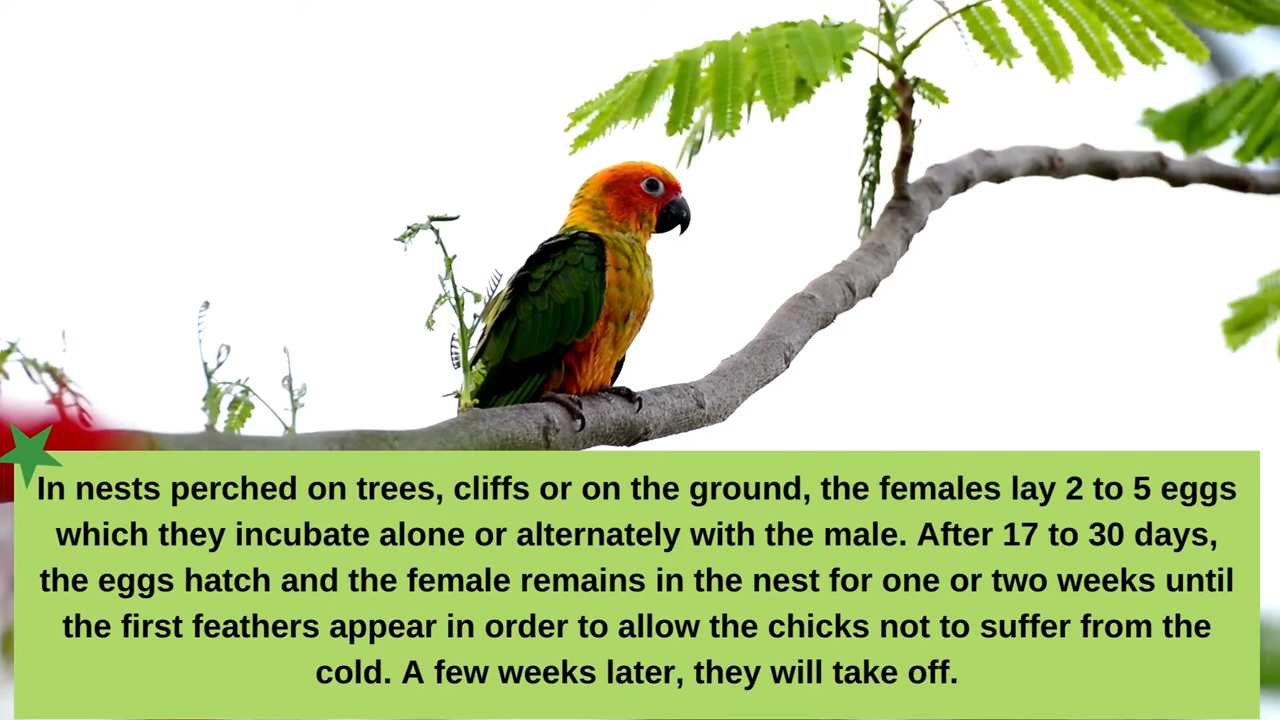 In nests perched on trees, cliffs or on the ground, the females lay 2 to 5 eggs
which they incubate alone or alternately with the male. After 17 to 30 days,
the eggs hatch and the female remains in the nest for one or two weeks until
the first feathers appear in order to allow the chicks not to suffer from the
cold. A few weeks later, they will take off.